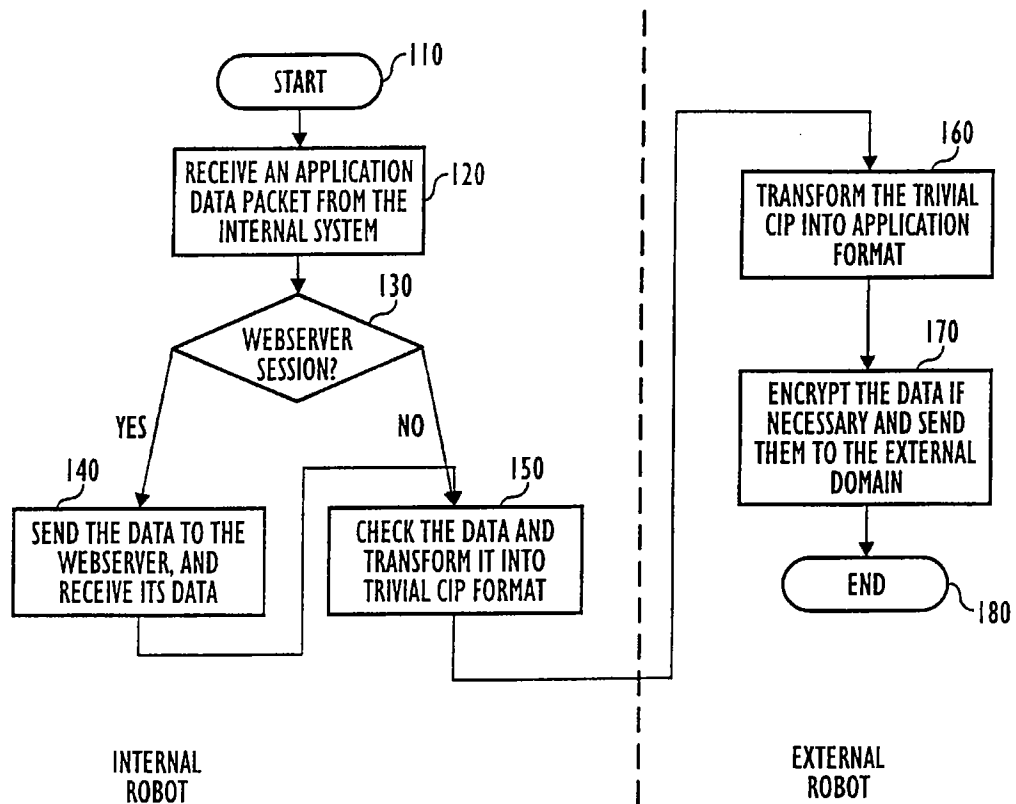 110
START
RECEIVE AN APPLICATION
DATA PACKET FROM THE
INTERNAL SYSTEM
120
130
WEBSERVER
SESSION?
YES
NO
140
SEND THE DATA TO THE
WEBSERVER, AND
RECEIVE ITS DATA
150
CHECK THE DATA AND
TRANSFORM IT INTO
TRIVIAL CIP FORMAT
160
TRANSFORM THE TRIVIAL
CIP INTO APPLICATION
FORMAT
170
ENCRYPT THE DATA IF
NECESSARY AND SEND
THEM TO THE EXTERNAL
DOMAIN
END
180
INTERNAL
ROBOT
EXTERNAL
ROBOT